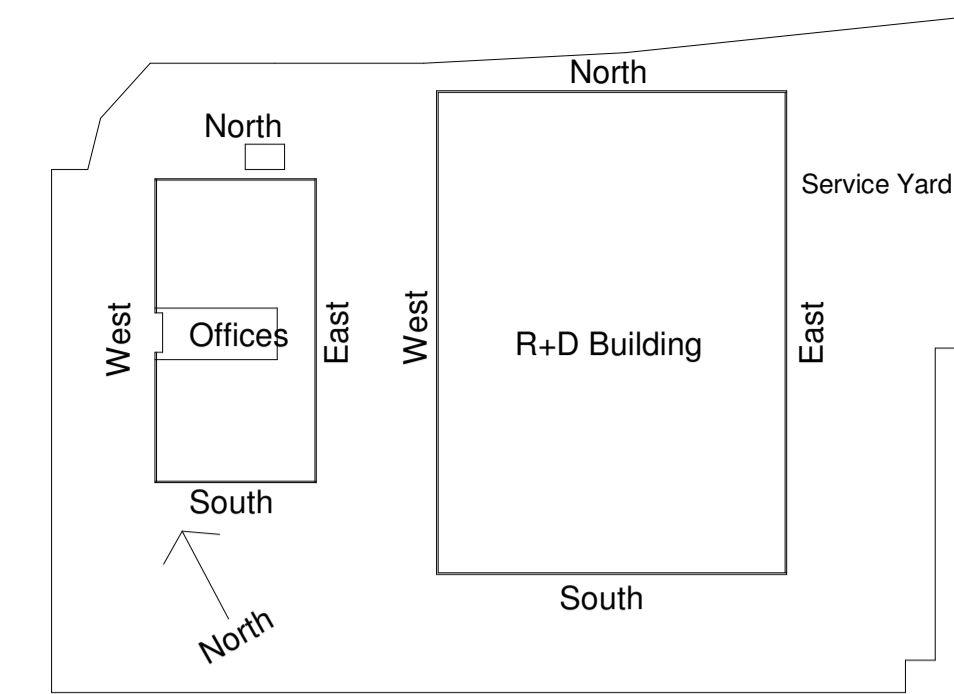 North
North
Service Yard
West
Offices
East
West
R+D Building
East
South
South
North